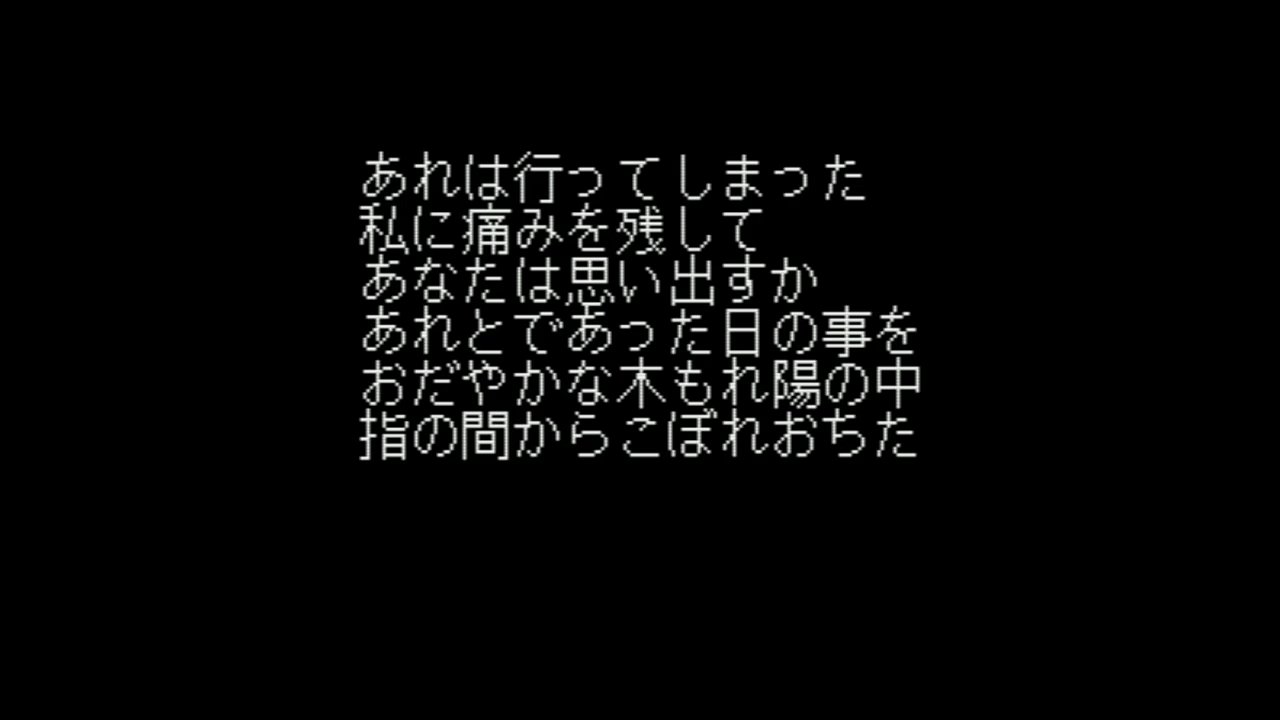 あれは行ってしまった
私に痛みを残して
あなたは思い出すか
あれとであった日の事を
おだやかな木もれ陽の中
指の間からこぼれおちた